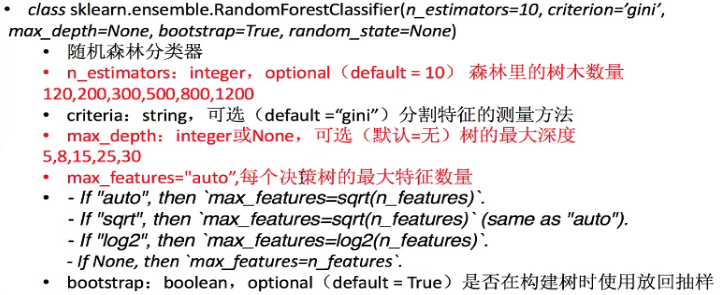 • class sklearn.ensemble.RandomForestClassifier(n_estimators=10, criterion='gini',
max_depth=None, bootstrap=True, random_state=None)
• 随机森林分类器
• n_estimators：integer，optional（default = 10） 森林里的树木数量
120,200,300,500,800,1200
• criteria：string，可选（default =“gini”）分割特征的测量方法
• max_depth：integer或None，可选（默认=无）树的最大深度
5,8,15,25,30
• max_features="auto”,每个决策树的最大特征数量
• - If "auto", then `max_features=sqrt(n_features)`.
• - If "sqrt", then `max_features=sqrt(n_features)` (same as "auto").
• - If "log2", then `max_features=log2(n_features)`.
• - If None, then `max_features=n_features`.
• bootstrap：boolean，optional（default = True）是否在构建树时使用放回抽样